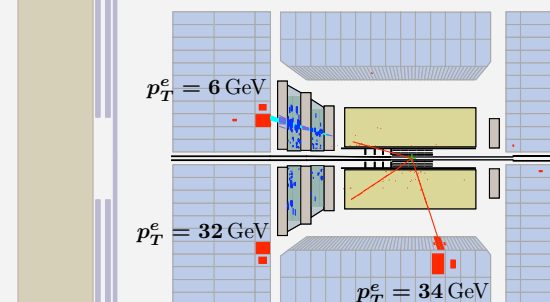 p_T^e = 6 GeV
p_T^e = 32 GeV
p_T^e = 34 GeV